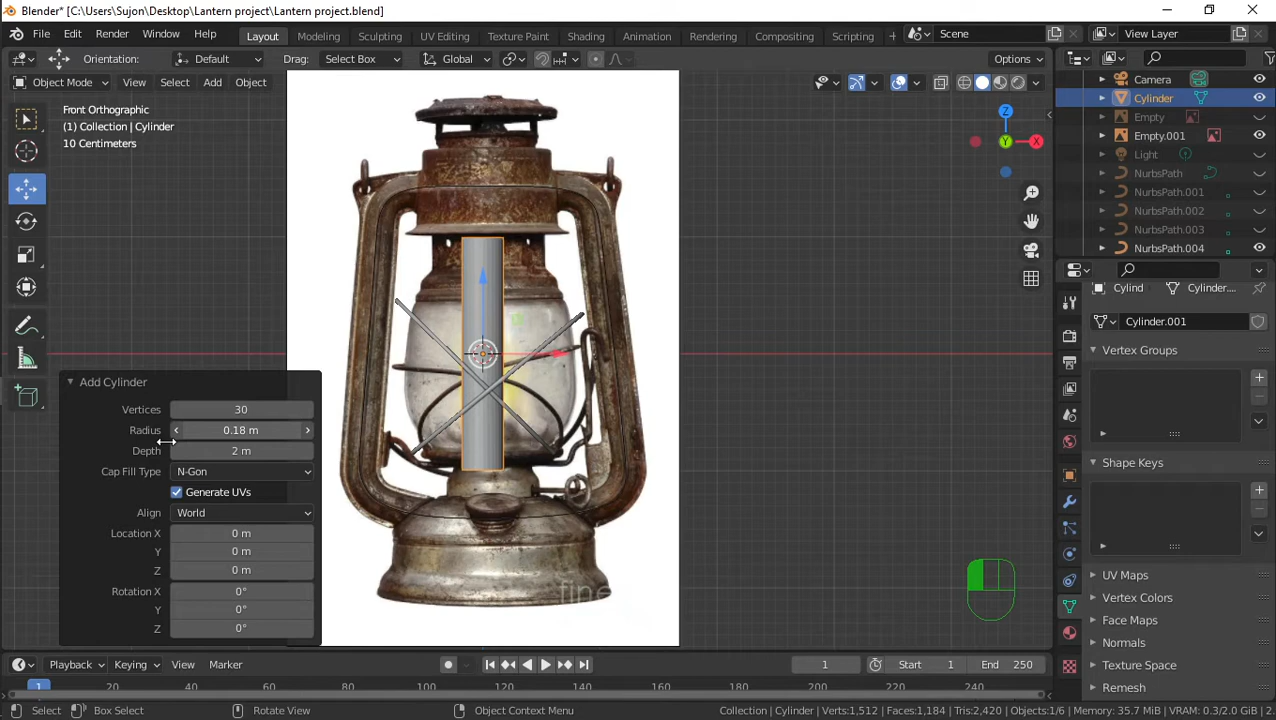 Blender* [C:\Users\Sujon\Desktop\Lantern project\Lantern project.blend]
File Edit Render Window Help Layout Modeling Sculpting UV Editing Texture Paint Shading Animation Rendering Compositing Scripting + Scene View Layer
Orientation: Default Drag: Select Box Global Options
Object Mode View Select Add Object
Front Orthographic
(1) Collection | Cylinder
10 Centimeters
Z
Y
X
Camera
Cylinder
Empty
Empty.001
Light
NurbsPath
NurbsPath.001
NurbsPath.002
NurbsPath.003
NurbsPath.004
Cylind Cylinder...
Cylinder.001
Vertex Groups
Shape Keys
UV Maps
Vertex Colors
Face Maps
Normals
Texture Space
Remesh
Add Cylinder
Vertices 30
Radius 0.18 m
Depth 2 m
Cap Fill Type N-Gon
Generate UVs
Align World
Location X 0 m
Y 0 m
Z 0 m
Rotation X 0°
Y 0°
Z 0°
fine
Playback Keying View Marker 1 Start 1 End 250
1 20 40 60 80 100 120 140 160 180 200 220 240
Select Box Select Rotate View Object Context Menu Collection | Cylinder | Verts:1,512 | Faces:1,184 | Tris:2,420 | Objects:1/6 | Memory: 35.7 MiB | VRAM: 0.3/2.0 GiB | 2.